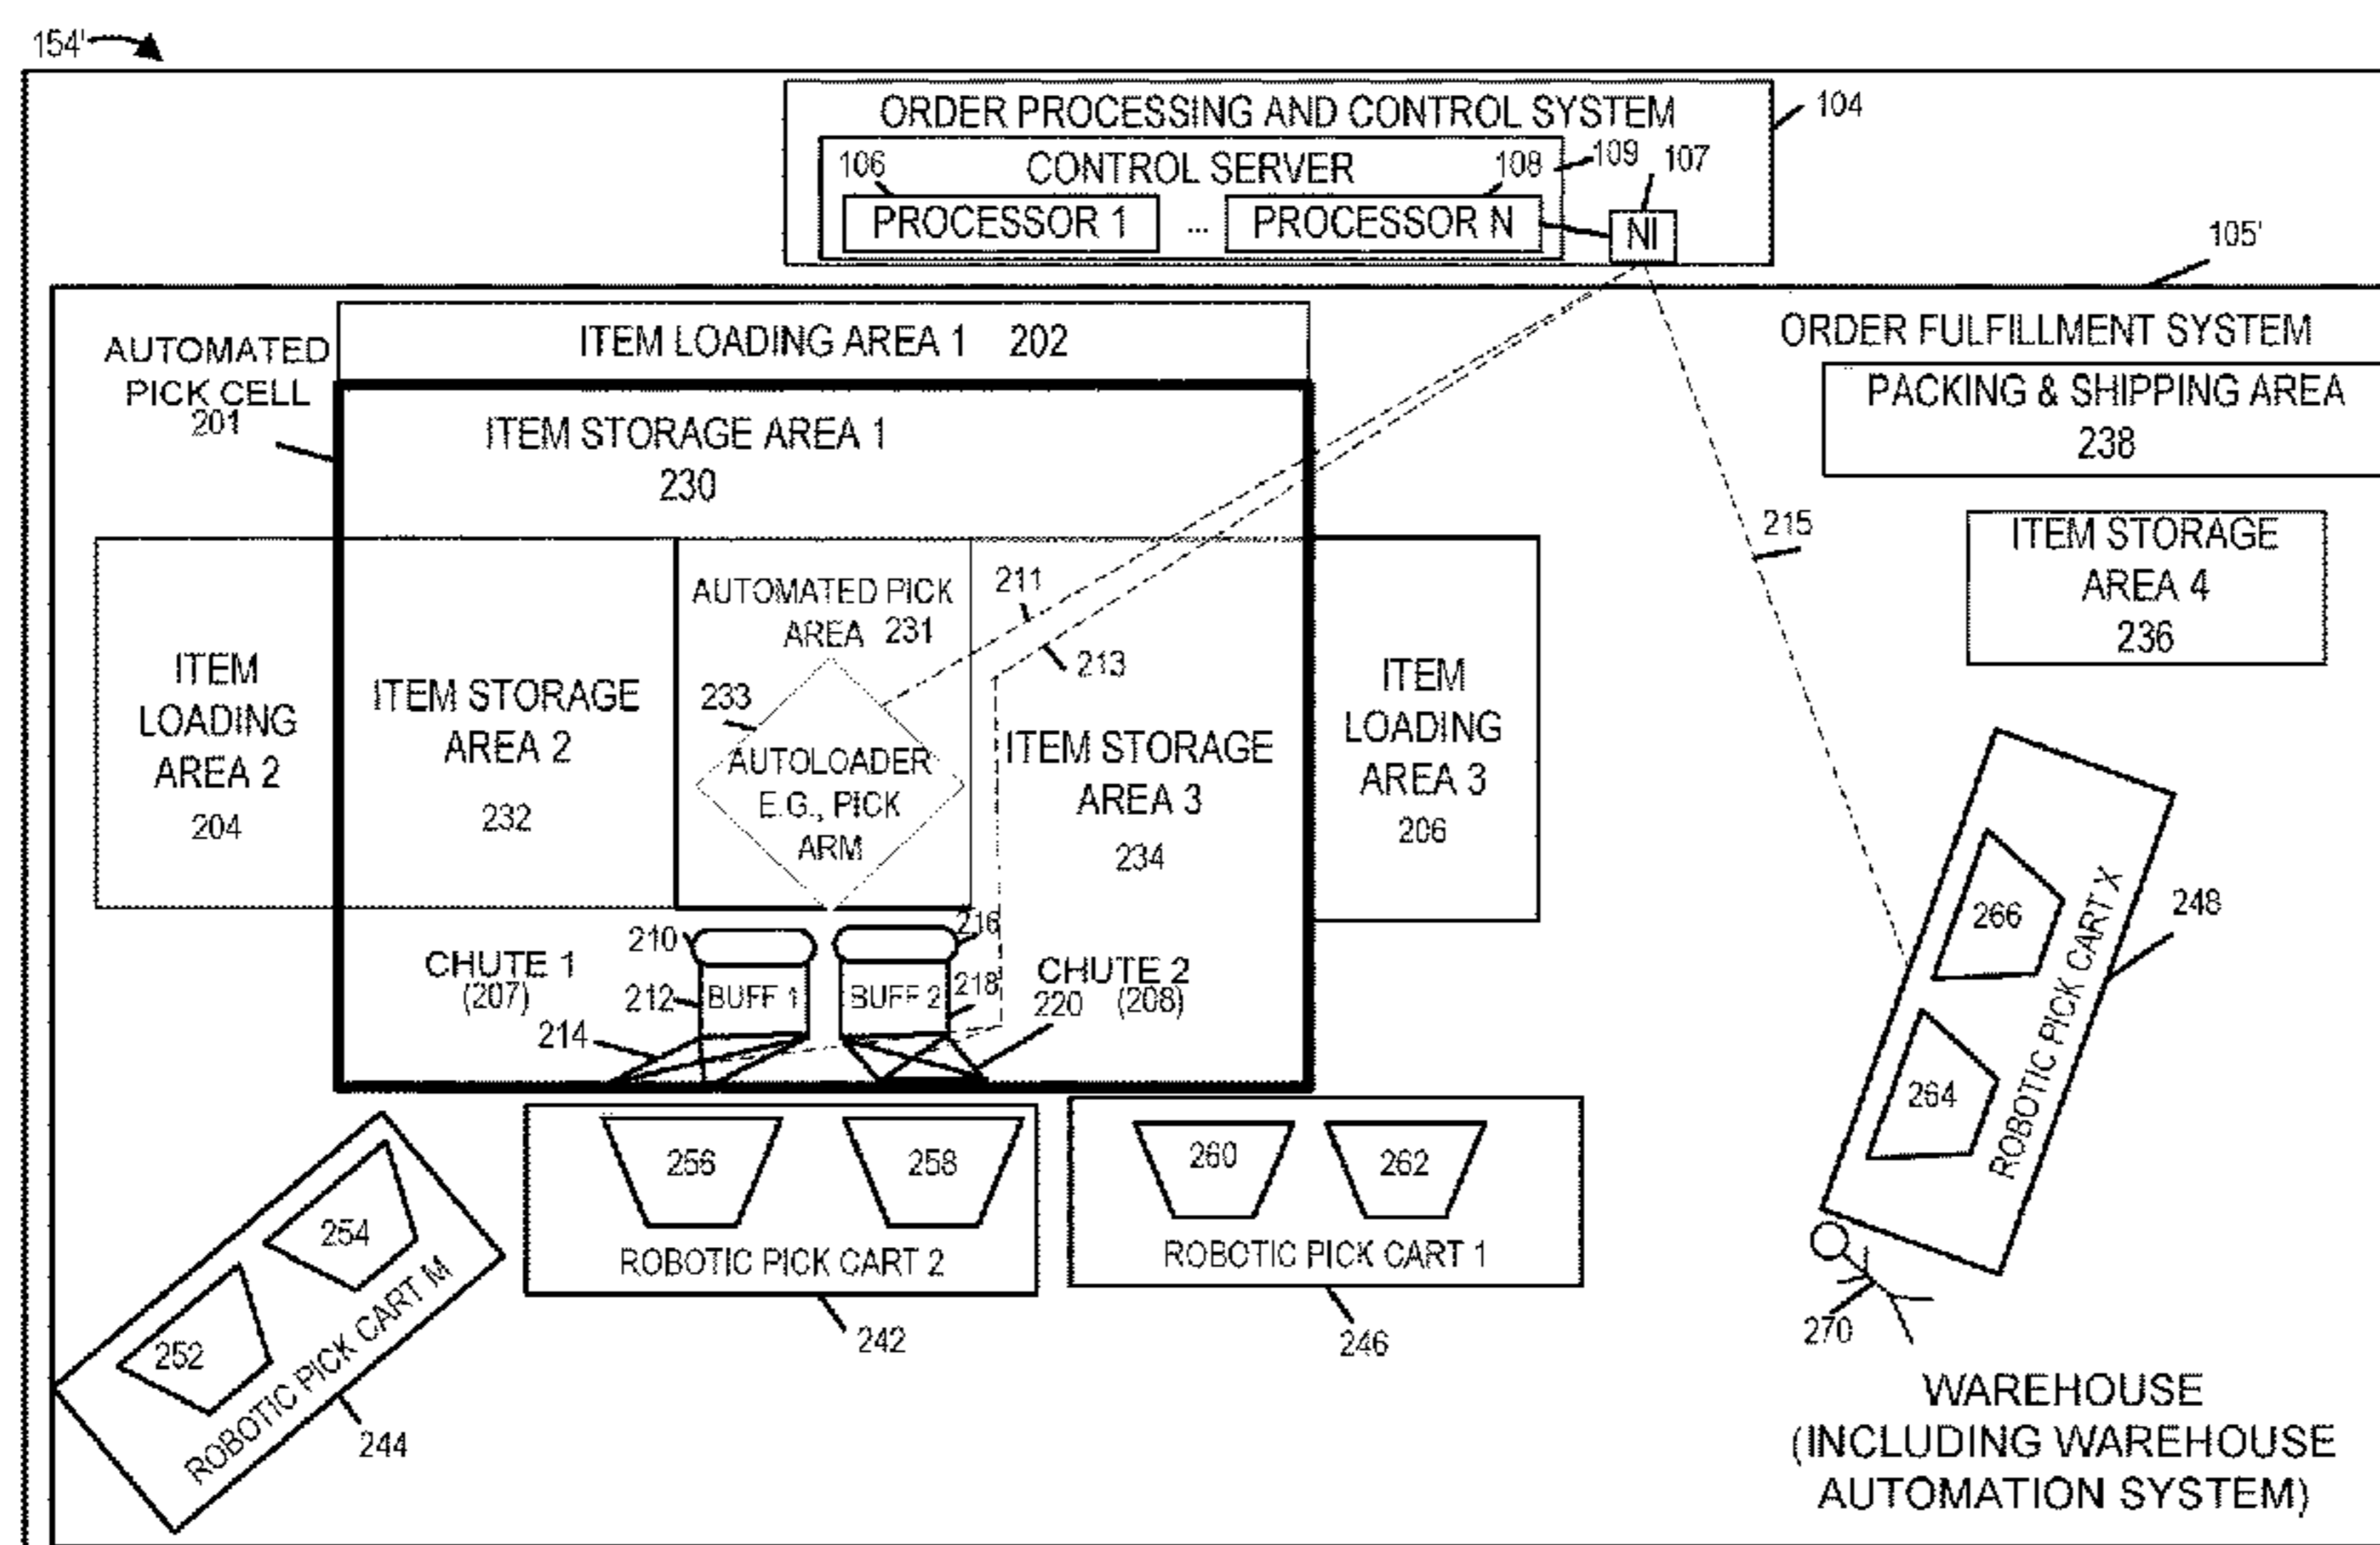 154'
ORDER PROCESSING AND CONTROL SYSTEM
104
106
CONTROL SERVER
108
109
107
PROCESSOR 1
...
PROCESSOR N
NI
105'
AUTOMATED
PICK CELL
201
ITEM LOADING AREA 1 202
ORDER FULFILLMENT SYSTEM
PACKING & SHIPPING AREA
238
ITEM STORAGE AREA 1
230
215
ITEM STORAGE
AREA 4
236
ITEM
LOADING
AREA 2
204
ITEM STORAGE
AREA 2
232
AUTOMATED PICK
AREA 231
211
213
233
AUTOLOADER
E.G., PICK
ARM
ITEM STORAGE
AREA 3
234
ITEM
LOADING
AREA 3
206
CHUTE 1
(207)
210
212
BUFF 1
214
216
BUFF 2
218
220
CHUTE 2
(208)
266
264
ROBOTIC PICK CART X
248
254
252
ROBOTIC PICK CART M
244
256
258
ROBOTIC PICK CART 2
242
260
262
ROBOTIC PICK CART 1
246
270
WAREHOUSE
(INCLUDING WAREHOUSE
AUTOMATION SYSTEM)